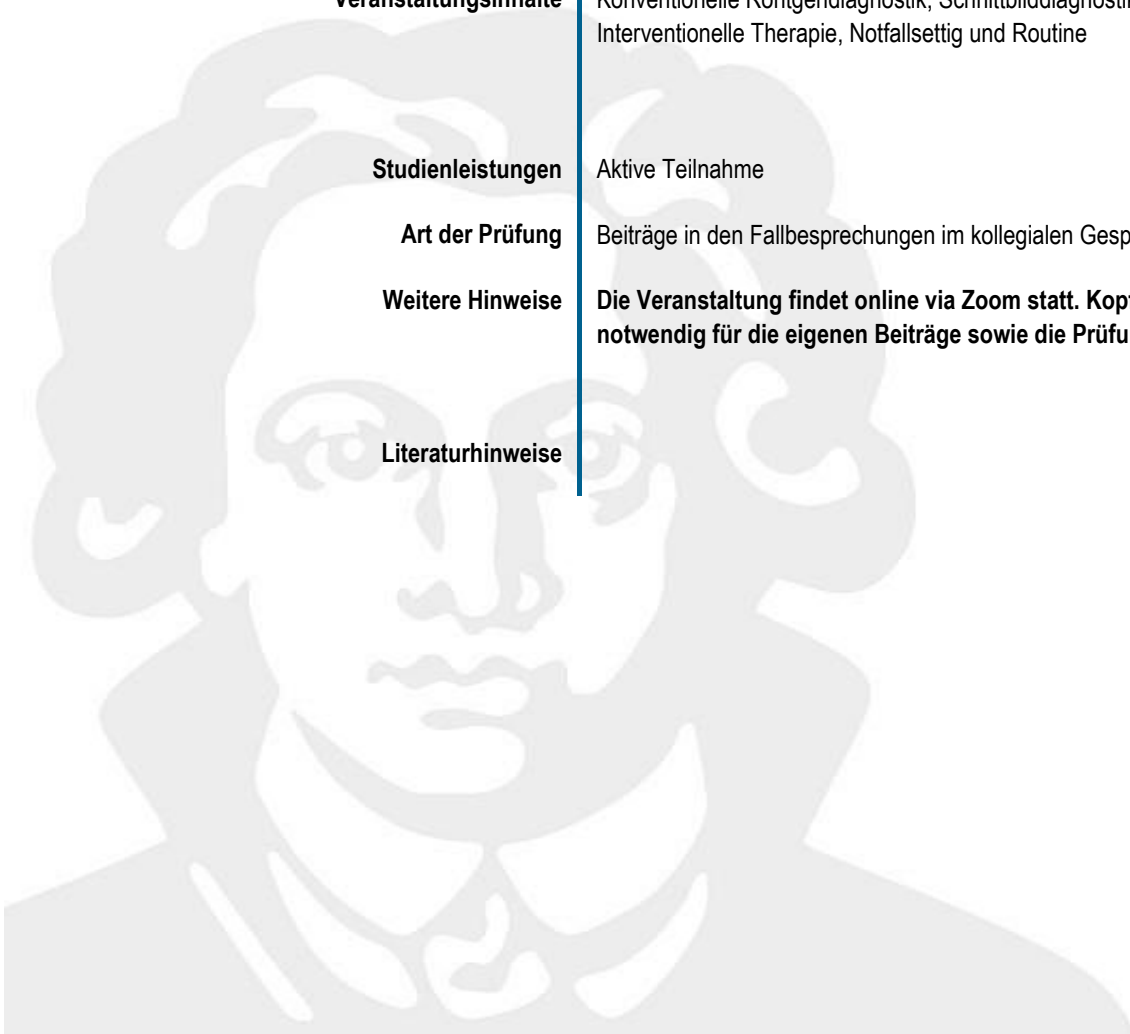 Veranstaltungsinhalte Konventionelle Röntgendiagnostik, Schnittbilddiagnostik
Interventionelle Therapie, Notfallsettig und Routine
Studienleistungen Aktive Teilnahme
Art der Prüfung Beiträge in den Fallbesprechungen im kollegialen
Weitere Hinweise Die Veranstaltung findet online via Zoom statt.
notwendig für die eigenen Beiträge sowie die
Literaturhinweise